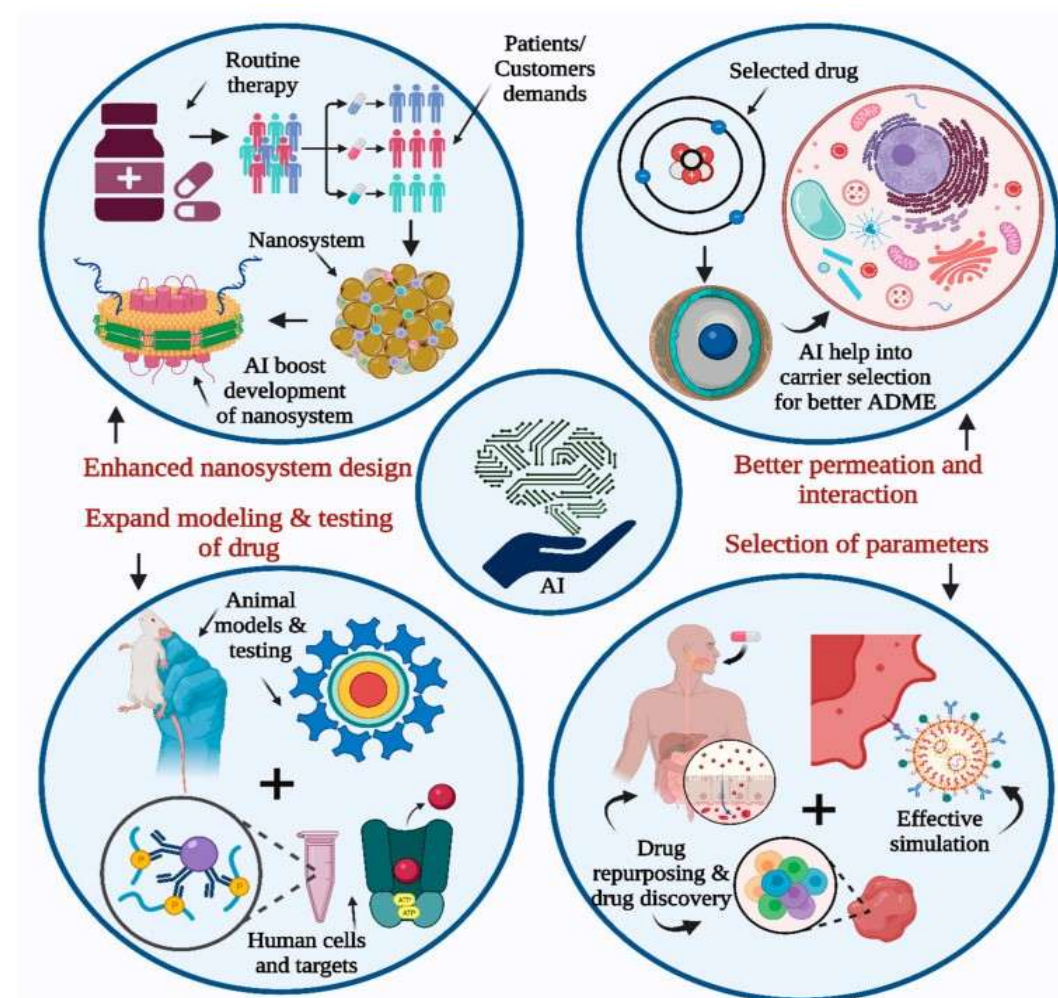 Routine
therapy
Patients/
Customers
demands
Nanosystem
AI boost
development
of nanosystem
Selected drug
AI help into
carrier selection
for better ADME
Enhanced nanosystem design
Better permeation and
interaction
AI
Expand modeling & testing
of drug
Selection of parameters
Animal
models &
testing
P
P
P
ATP
ATP
Human cells
and targets
Effective
simulation
Drug
repurposing &
drug discovery